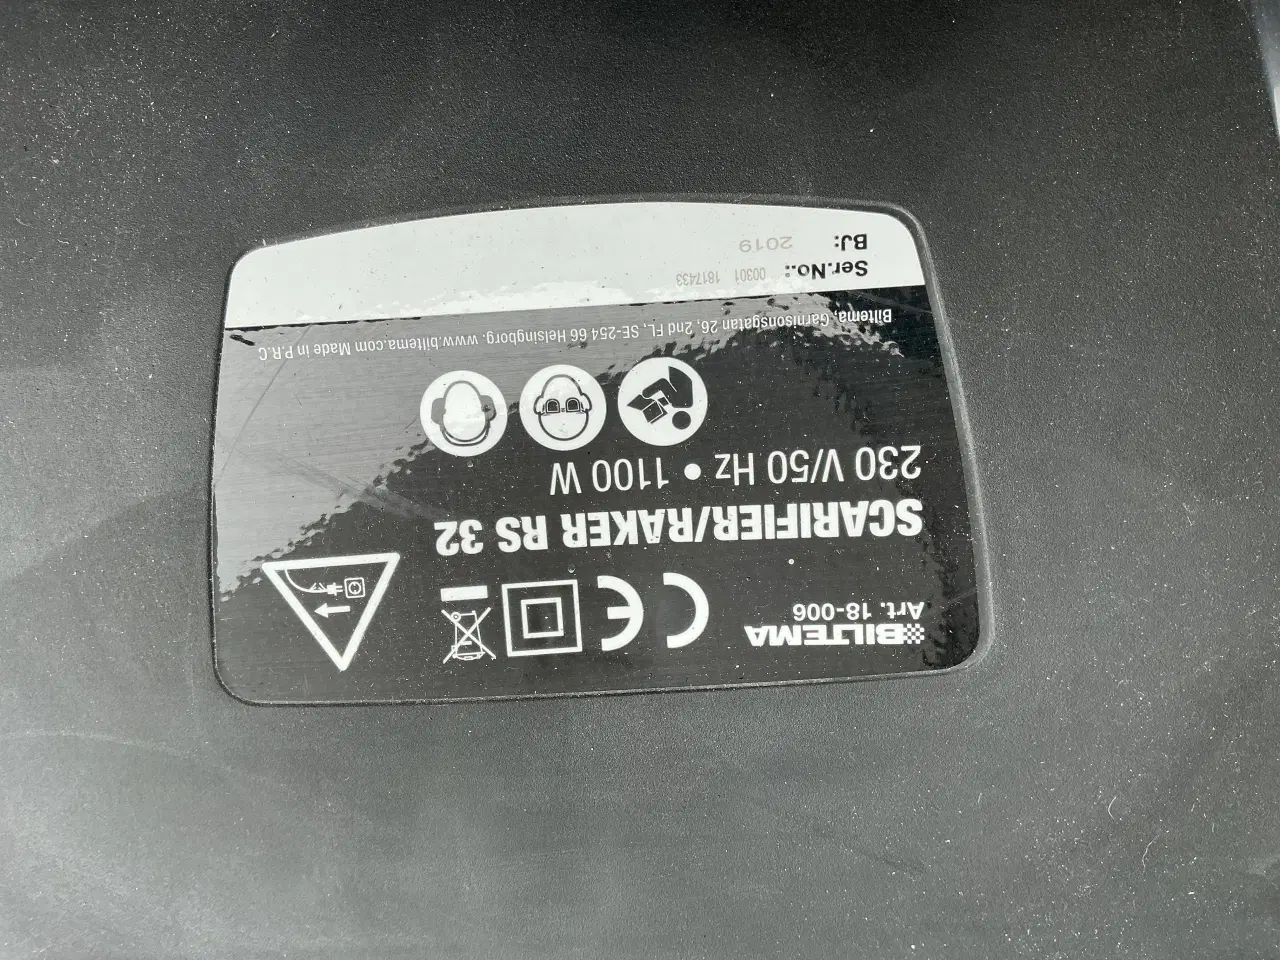 BILTEMA
Art. 18-006
CE
SCARIFIER/RAKER RS 32
230 V/50 Hz • 1100 W
Biltema, Garnisonsgatan 26, 2nd FL, SE-254 66 Helsingborg. www.biltema.com Made in P.R.C
Ser.No.: 00301 1817433
BJ: 2019